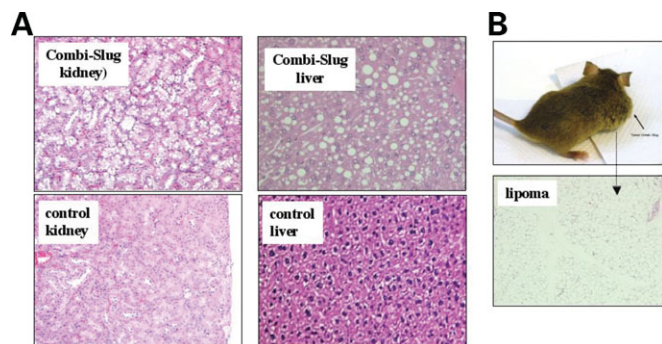 A
Combi-Slug
kidney)
Combi-Slug
liver
control
kidney
control
liver
B
lipoma